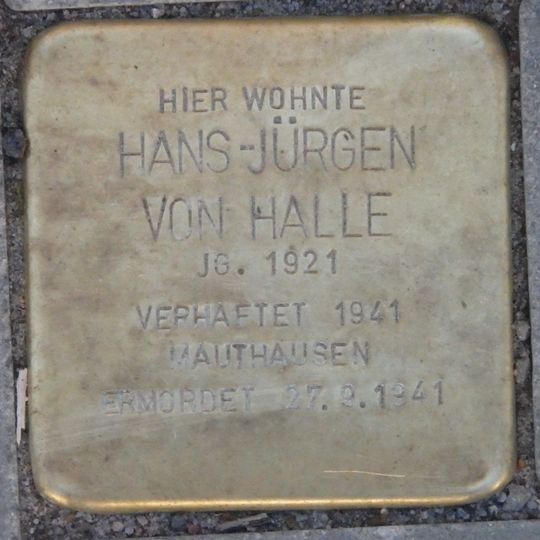 HIER WOHNTE
HANS-JÜRGEN
VON HALLE
JG. 1921
VERHAFTET 1941
MAUTHAUSEN
ERMORDET 27.9.1941